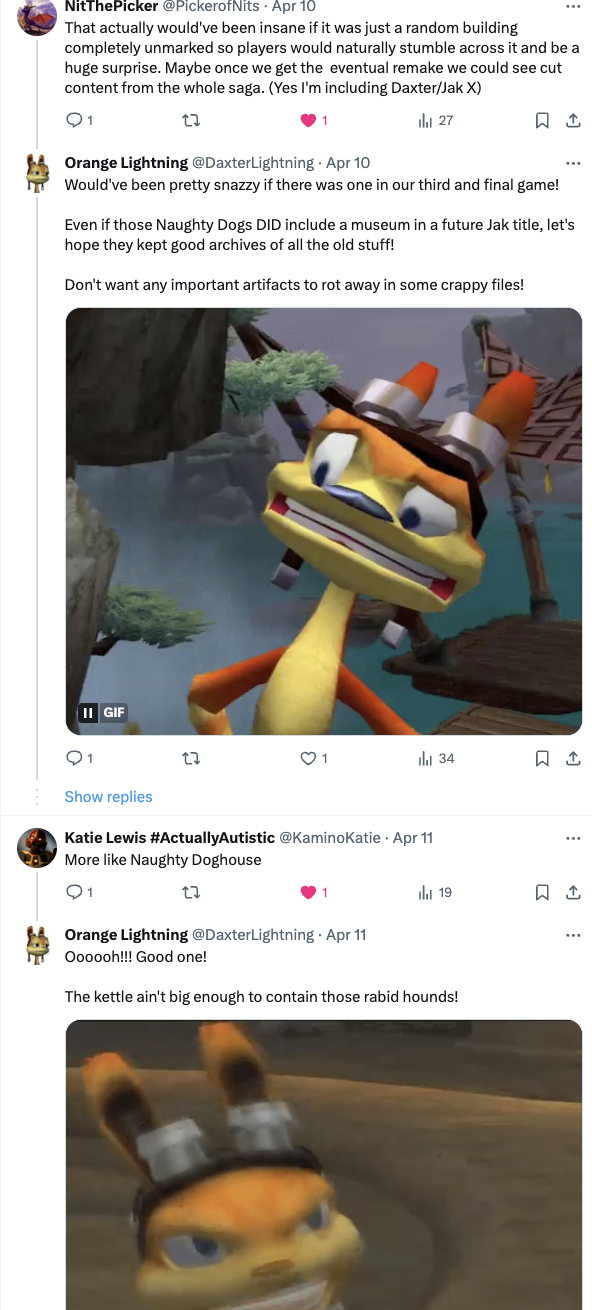 NitThePicker @PickerofNits · Apr 10
That actually would've been insane if it was just a random building
completely unmarked so players would naturally stumble across it and be a
huge surprise. Maybe once we get the  eventual remake we could see cut
content from the whole saga. (Yes I'm including Daxter/Jak X)
1 1 27
Orange Lightning @DaxterLightning · Apr 10
Would've been pretty snazzy if there was one in our third and final game!
Even if those Naughty Dogs DID include a museum in a future Jak title, let's
hope they kept good archives of all the old stuff!
Don't want any important artifacts to rot away in some crappy files!
GIF
1 1 34
Show replies
Katie Lewis #ActuallyAutistic @KaminoKatie · Apr 11
More like Naughty Doghouse
1 1 19
Orange Lightning @DaxterLightning · Apr 11
Oooooh!!! Good one!
The kettle ain't big enough to contain those rabid hounds!